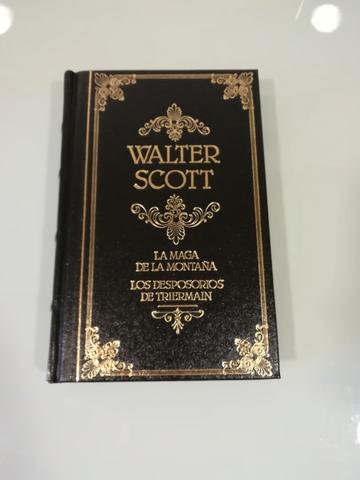 WALTER
SCOTT
LA MAGA
DE LA MONTAÑA
LOS DESPOSORIOS
DE TRIERMAIN